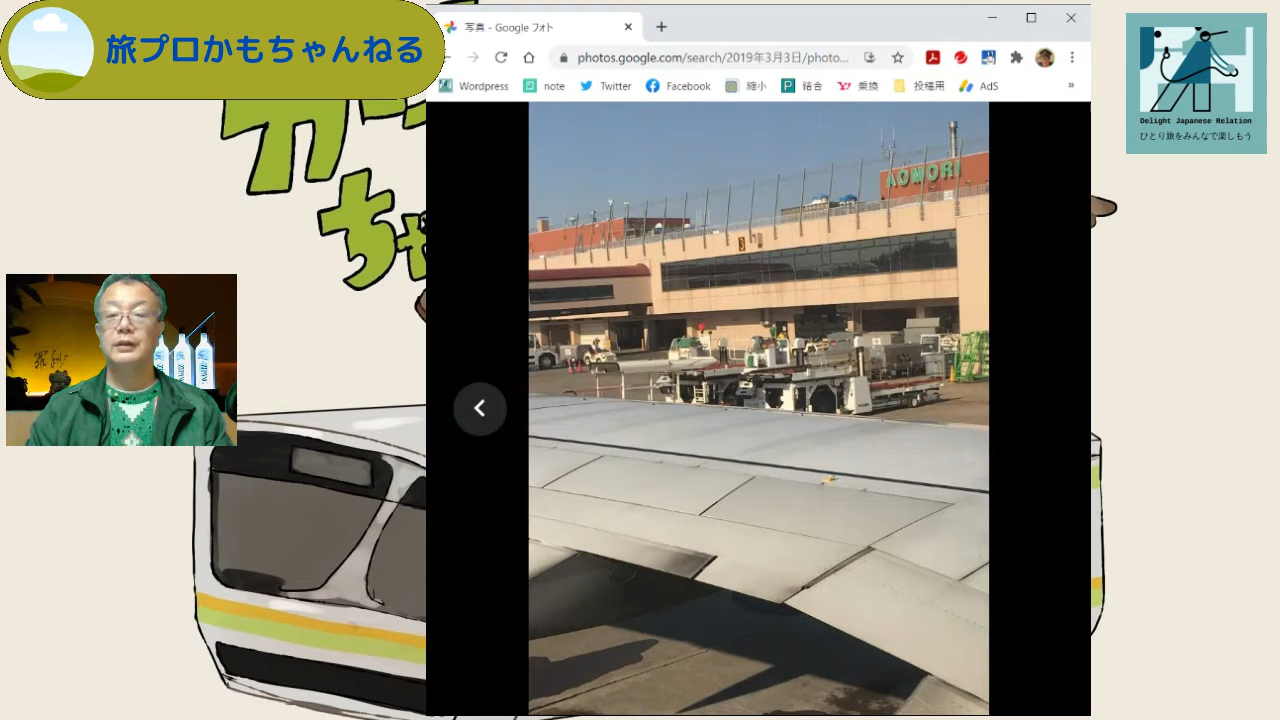 旅プロかもちゃんねる
ちゃ
写真 - Google フォト
photos.google.com/search/2019年3月3日/photo...
Wordpress
note
Twitter
Facebook
縮小
結合
乗換
投稿用
AdS
»
AOMORI
3
Delight Japanese Relation
ひとり旅をみんなで楽しもう